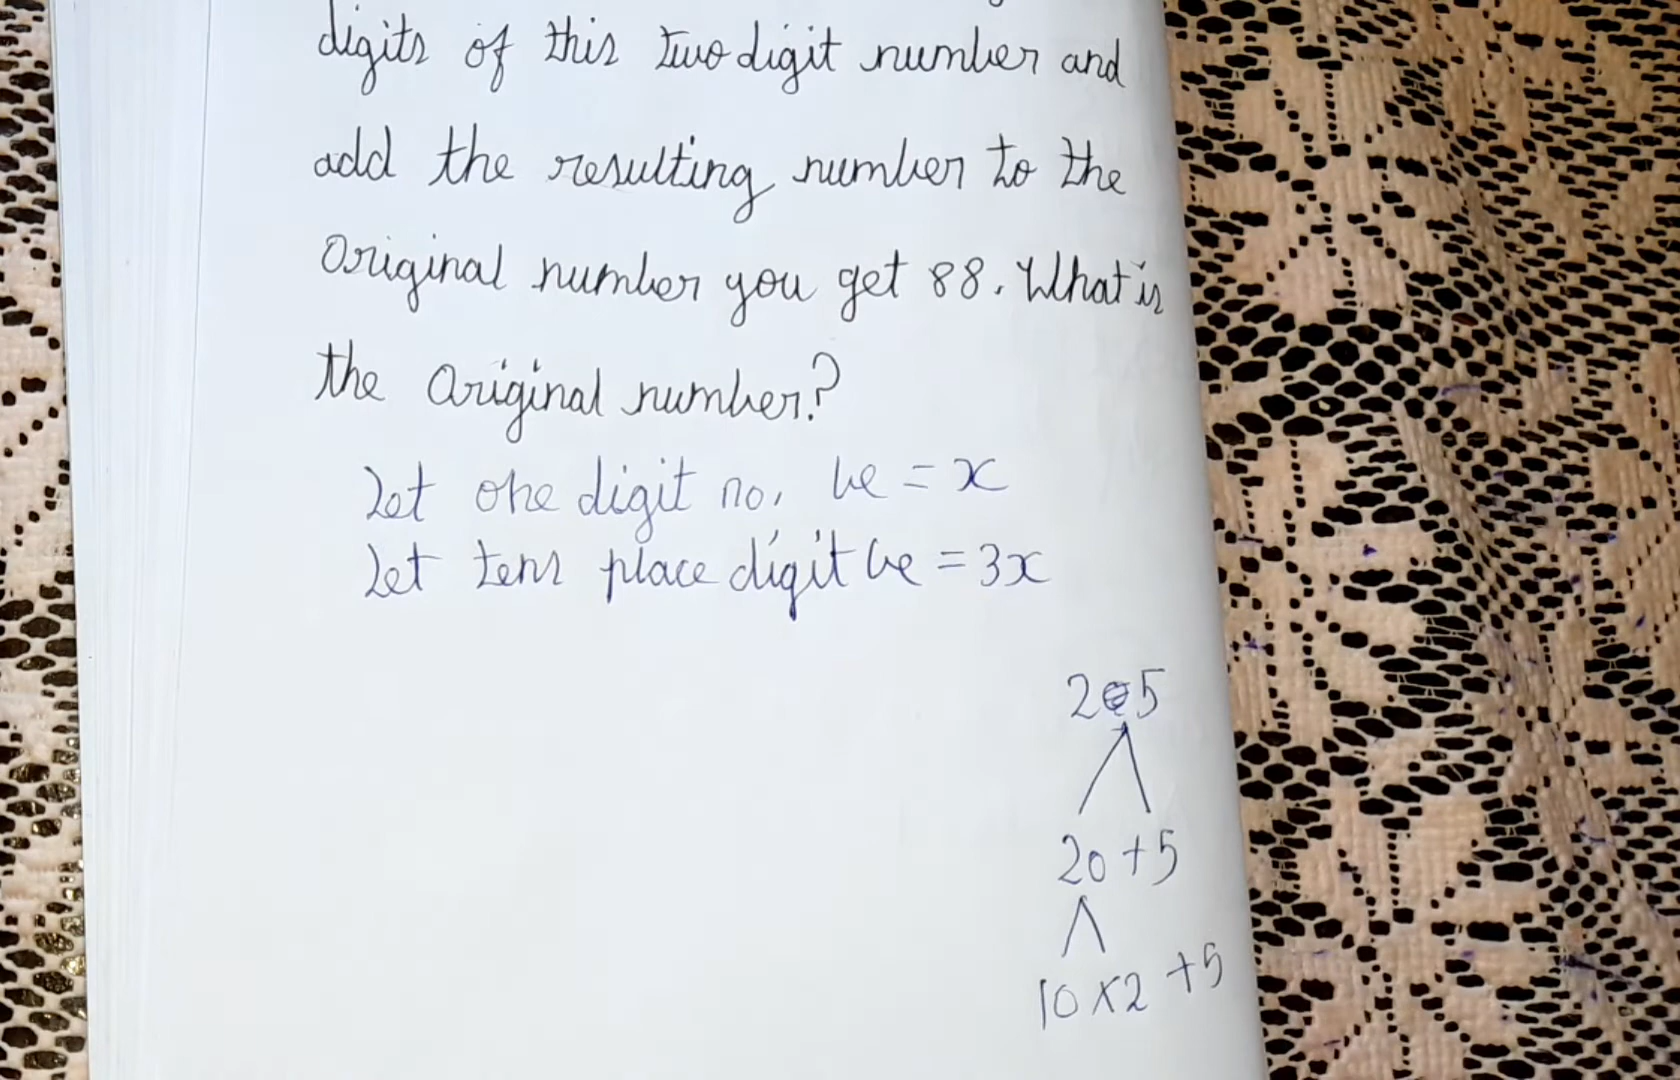 digits of this two digit number and
add the resulting number to the
Original number you get 88. What is
the Original number?
Let one digit no. be = x
Let tens place digit be = 3x
25
20 + 5
10 x 2 + 5